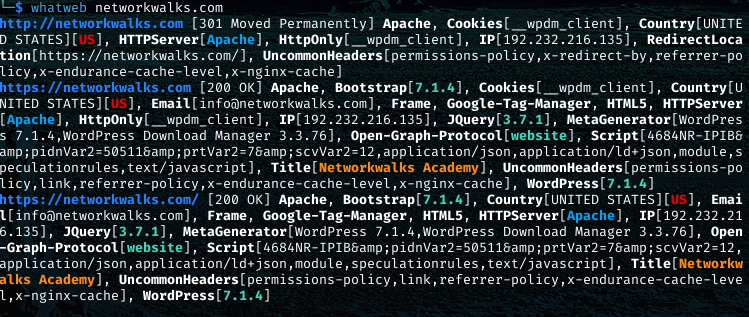 └─$ whatweb networkwalks.com
http://networkwalks.com [301 Moved Permanently] Apache, Cookies[__wpdm_client], Country[UNITE
D STATES][US], HTTPServer[Apache], HttpOnly[__wpdm_client], IP[192.232.216.135], RedirectLoca
tion[https://networkwalks.com/], UncommonHeaders[permissions-policy,x-redirect-by,referrer-po
licy,x-endurance-cache-level,x-nginx-cache]
https://networkwalks.com [200 OK] Apache, Bootstrap[7.1.4], Cookies[__wpdm_client], Country[U
NITED STATES][US], Email[info@networkwalks.com], Frame, Google-Tag-Manager, HTML5, HTTPServer
[Apache], HttpOnly[__wpdm_client], IP[192.232.216.135], JQuery[3.7.1], MetaGenerator[WordPres
s 7.1.4,WordPress Download Manager 3.3.76], Open-Graph-Protocol[website], Script[4684NR-IPIB&
amp;pidnVar2=50511&amp;prtVar2=7&amp;scvVar2=12,application/json,application/ld+json,module,s
peculationrules,text/javascript], Title[Networkwalks Academy], UncommonHeaders[permissions-po
licy,link,referrer-policy,x-endurance-cache-level,x-nginx-cache], WordPress[7.1.4]
https://networkwalks.com/ [200 OK] Apache, Bootstrap[7.1.4], Country[UNITED STATES][US], Emai
l[info@networkwalks.com], Frame, Google-Tag-Manager, HTML5, HTTPServer[Apache], IP[192.232.21
6.135], JQuery[3.7.1], MetaGenerator[WordPress 7.1.4,WordPress Download Manager 3.3.76], Open
-Graph-Protocol[website], Script[4684NR-IPIB&amp;pidnVar2=50511&amp;prtVar2=7&amp;scvVar2=12,
application/json,application/ld+json,module,speculationrules,text/javascript], Title[Networkw
alks Academy], UncommonHeaders[permissions-policy,link,referrer-policy,x-endurance-cache-leve
l,x-nginx-cache], WordPress[7.1.4]